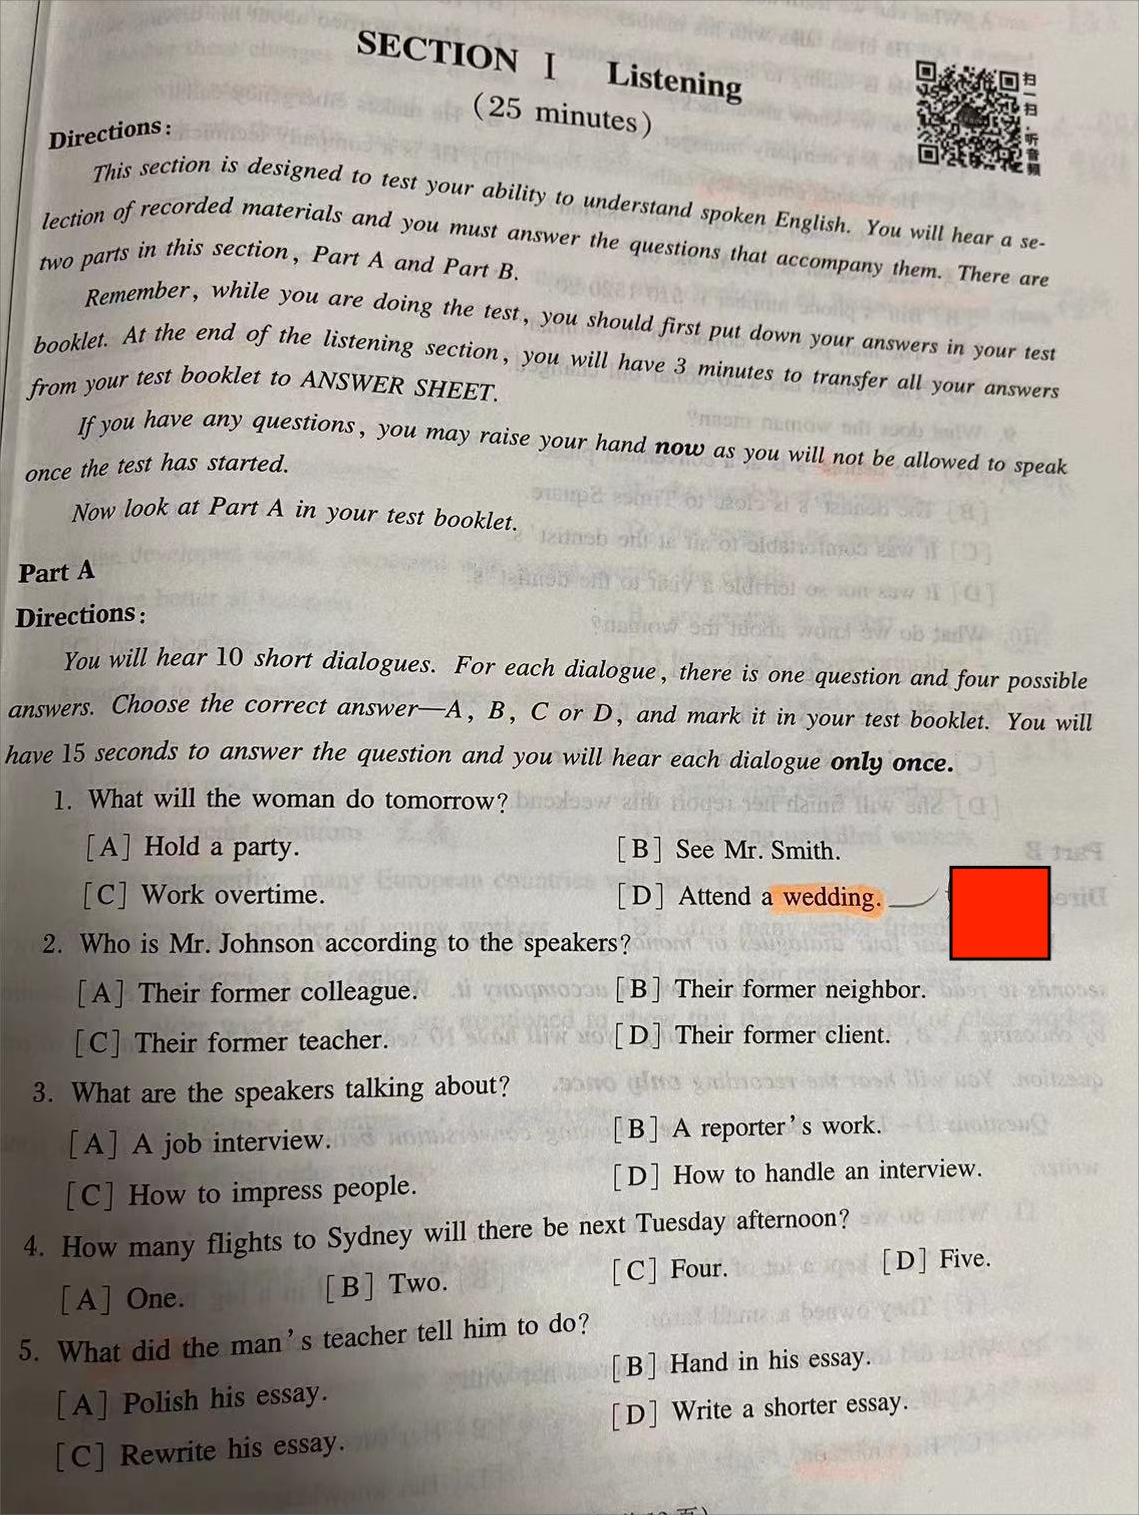 SECTION Ⅰ Listening
(25 minutes)
扫一扫,听音频
Directions:
This section is designed to test your ability to understand spoken English. You will hear a se-
lection of recorded materials and you must answer the questions that accompany them. There are
two parts in this section, Part A and Part B.
Remember, while you are doing the test, you should first put down your answers in your test
booklet. At the end of the listening section, you will have 3 minutes to transfer all your answers
from your test booklet to ANSWER SHEET.
If you have any questions, you may raise your hand now as you will not be allowed to speak
once the test has started.
Now look at Part A in your test booklet.
Part A
Directions:
You will hear 10 short dialogues. For each dialogue, there is one question and four possible
answers. Choose the correct answer—A, B, C or D, and mark it in your test booklet. You will
have 15 seconds to answer the question and you will hear each dialogue only once.
1. What will the woman do tomorrow?
[A] Hold a party. [B] See Mr. Smith.
[C] Work overtime. [D] Attend a wedding.
2. Who is Mr. Johnson according to the speakers?
[A] Their former colleague. [B] Their former neighbor.
[C] Their former teacher. [D] Their former client.
3. What are the speakers talking about?
[A] A job interview. [B] A reporter's work.
[C] How to impress people. [D] How to handle an interview.
4. How many flights to Sydney will there be next Tuesday afternoon?
[A] One. [B] Two. [C] Four. [D] Five.
5. What did the man's teacher tell him to do?
[A] Polish his essay. [B] Hand in his essay.
[C] Rewrite his essay. [D] Write a shorter essay.